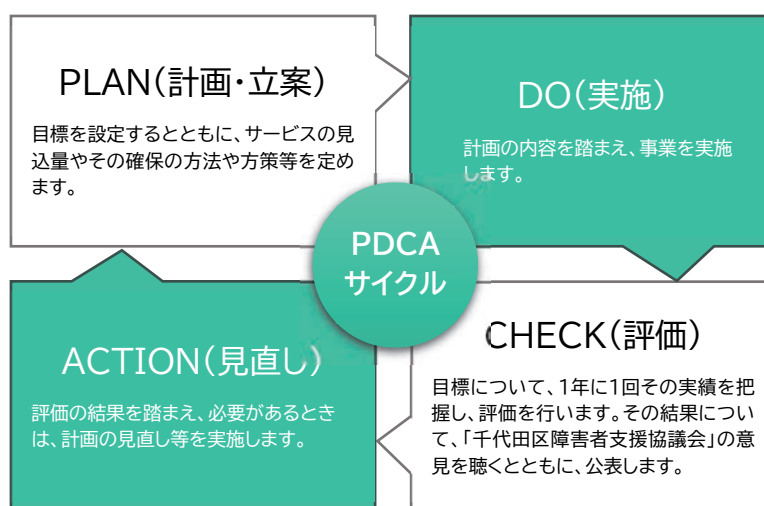 PLAN(計画・立案)
目標を設定するとともに、サービスの見
込量やその確保の方法や方策等を定め
ます。
DO(実施)
計画の内容を踏まえ、事業を実施
します。
PDCA
サイクル
CHECK(評価)
目標について、1年に1回その実績を把
握し、評価を行います。その結果につい
て、「千代田区障害者支援協議会」の意
見を聴くとともに、公表します。
ACTION(見直し)
評価の結果を踏まえ、必要があるとき
は、計画の見直し等を実施します。